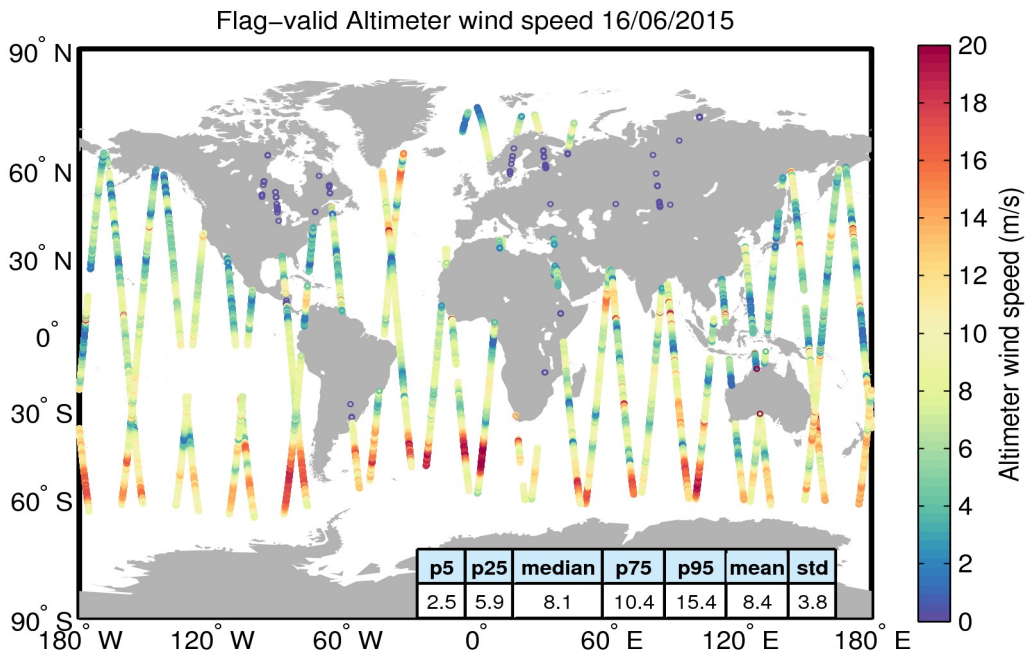 Flag−valid Altimeter wind speed 16/06/2015
90° N
60° N
30° N
0°
30° S
60° S
90° S
180° W
120° W
60° W
0°
60° E
120° E
180° E
p5 p25 median p75 p95 mean std
2.5 5.9 8.1 10.4 15.4 8.4 3.8
20
18
16
14
12
10
8
6
4
2
0
Altimeter wind speed (m/s)